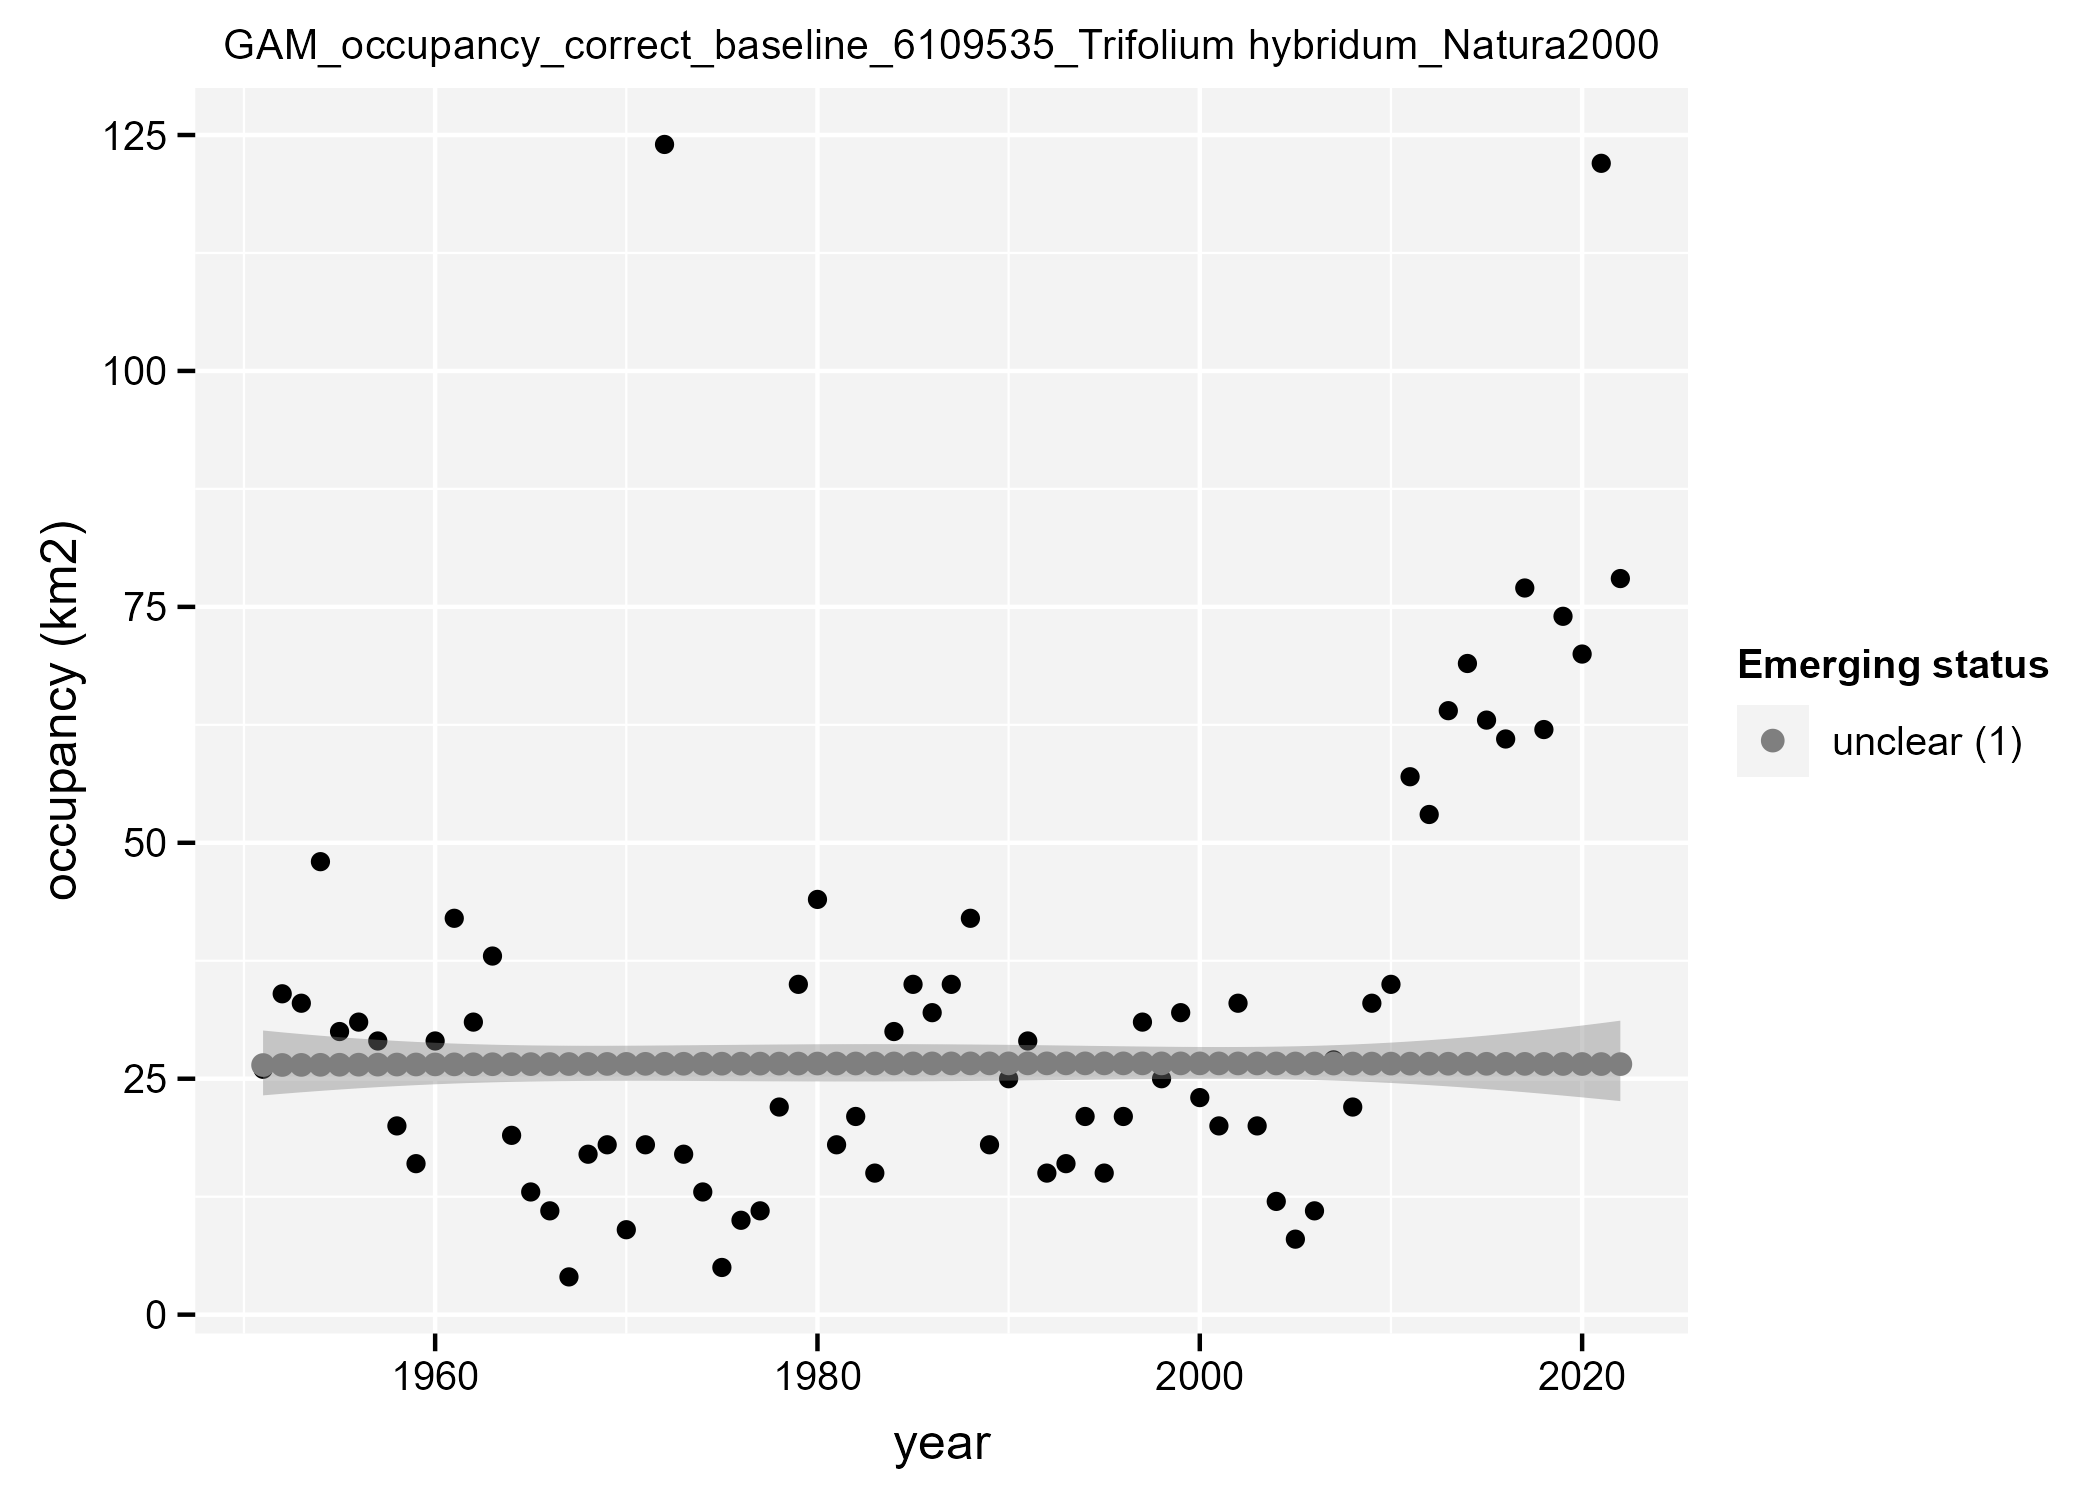 GAM_occupancy_correct_baseline_6109535_Trifolium hybridum_Natura2000
125
100
75
50
25
0
occupancy (km2)
1960
1980
2000
2020
year
Emerging status
unclear (1)